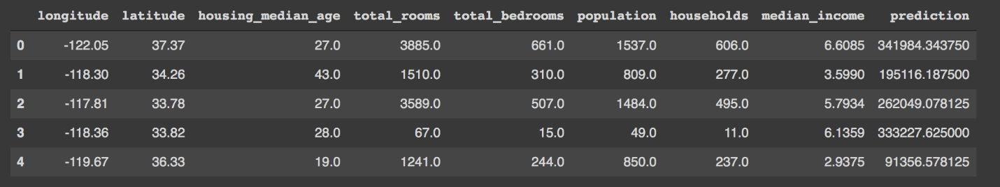 longitude latitude housing_median_age total_rooms total_bedrooms population households median_income prediction
0 -122.05 37.37 27.0 3885.0 661.0 1537.0 606.0 6.6085 341984.343750
1 -118.30 34.26 43.0 1510.0 310.0 809.0 277.0 3.5990 195116.187500
2 -117.81 33.78 27.0 3589.0 507.0 1484.0 495.0 5.7934 262049.078125
3 -118.36 33.82 28.0 67.0 15.0 49.0 11.0 6.1359 333227.625000
4 -119.67 36.33 19.0 1241.0 244.0 850.0 237.0 2.9375 91356.578125